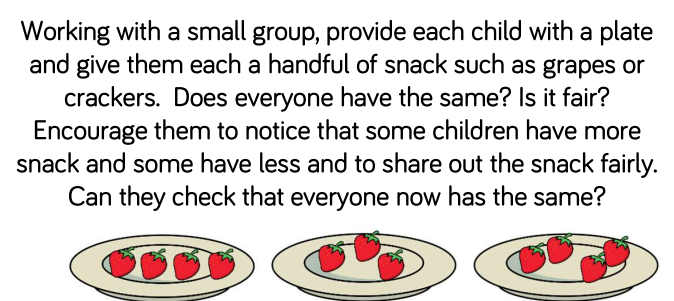 Working with a small group, provide each child with a plate
and give them each a handful of snack such as grapes or
crackers.  Does everyone have the same? Is it fair?
Encourage them to notice that some children have more
snack and some have less and to share out the snack fairly.
Can they check that everyone now has the same?